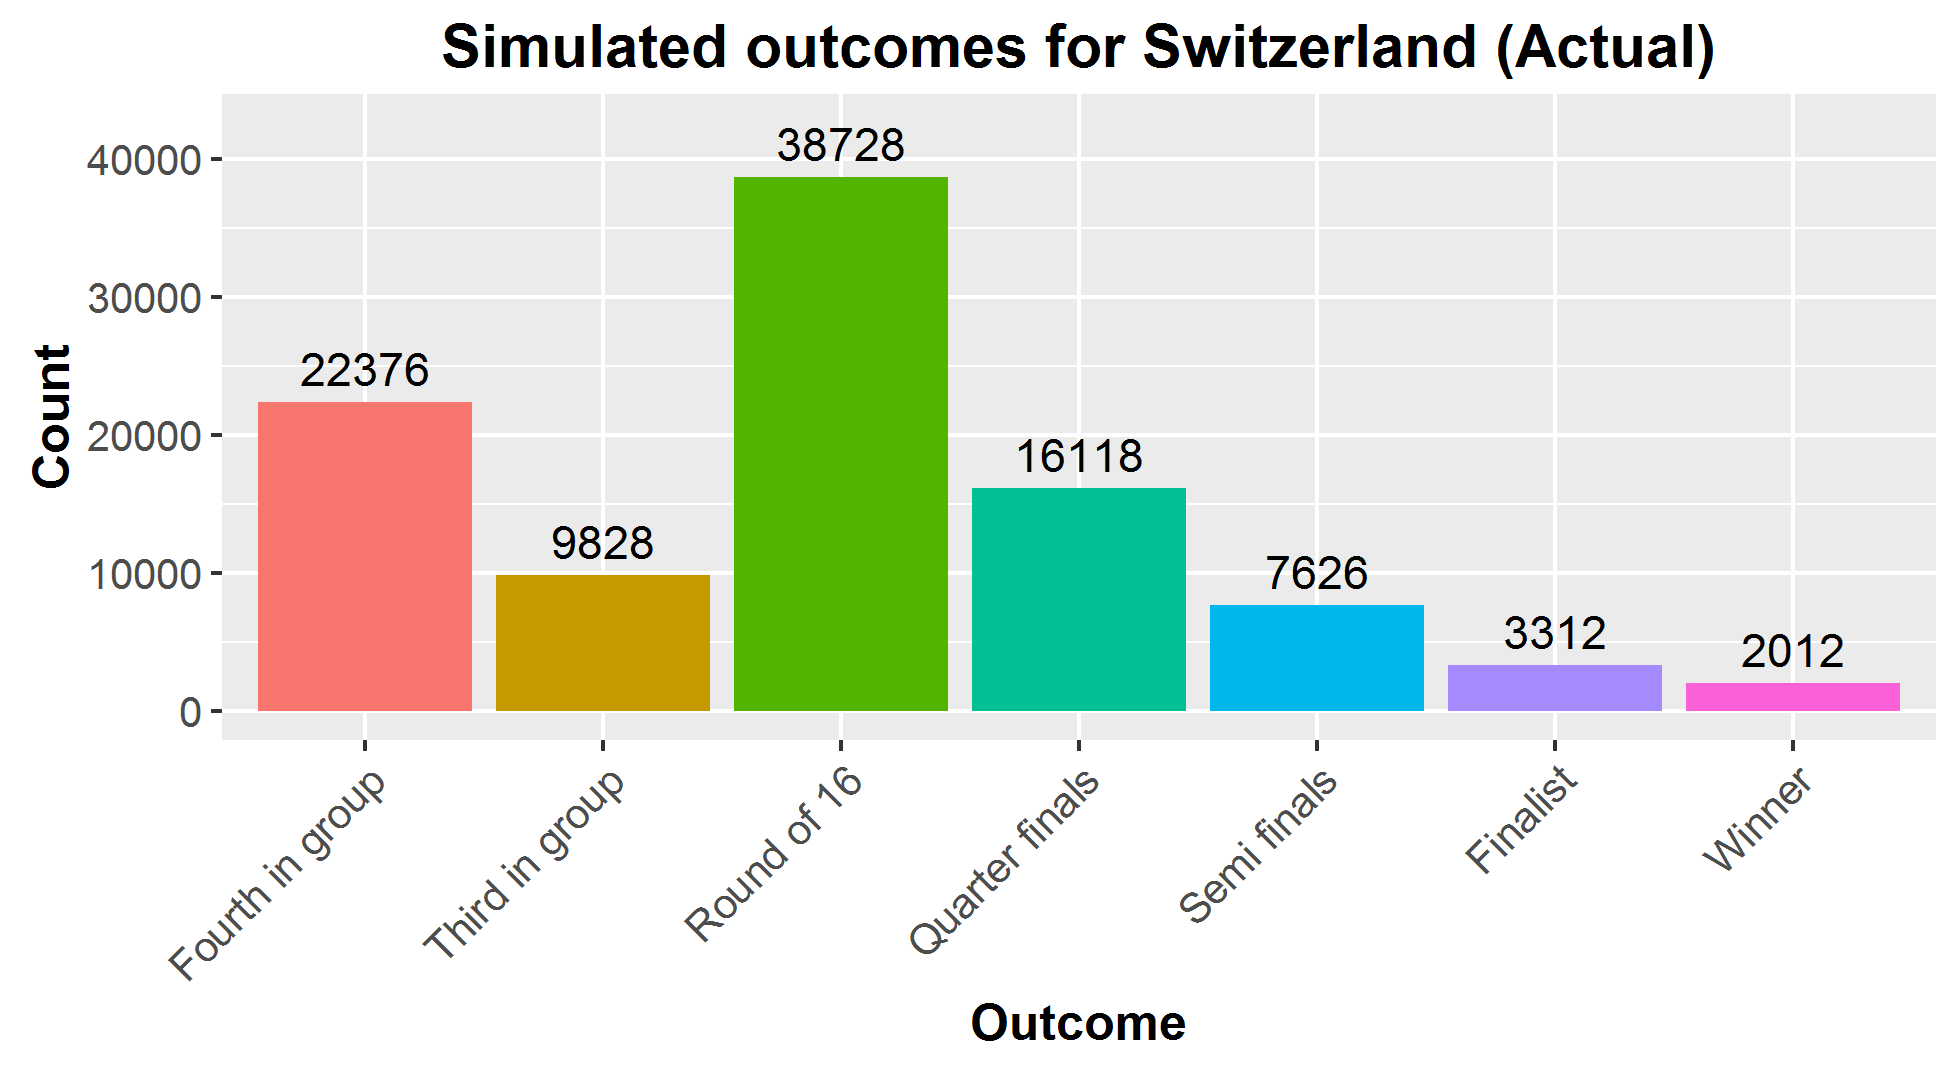 Simulated outcomes for Switzerland (Actual)
Count
40000
30000
20000
10000
0
22376
9828
38728
16118
7626
3312
2012
Fourth in group
Third in group
Round of 16
Quarter finals
Semi finals
Finalist
Winner
Outcome